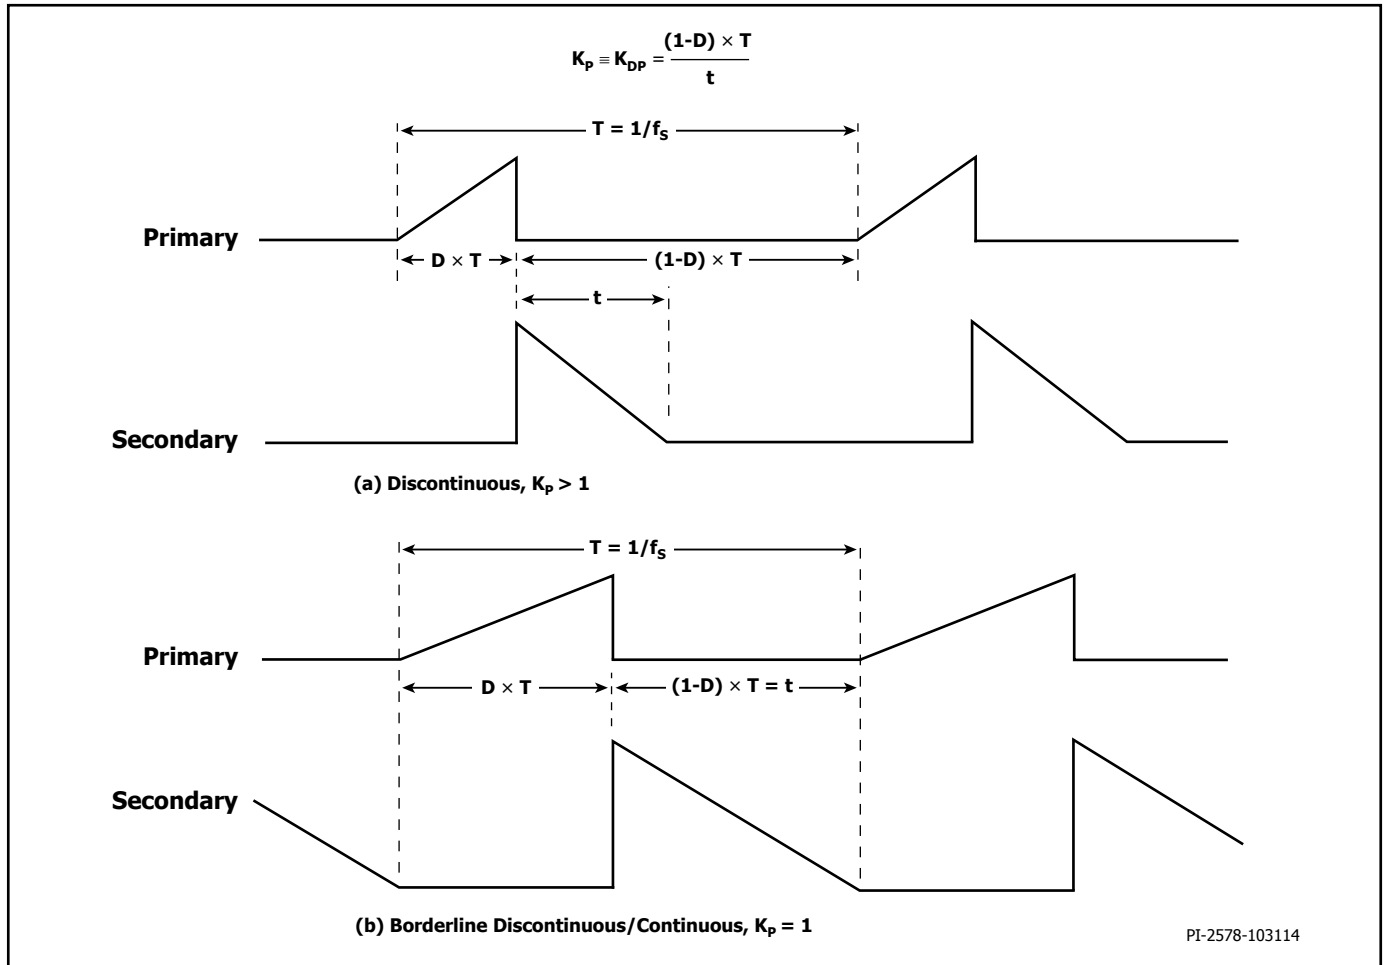 K_P ≡ K_DP = (1-D) × T / t
T = 1/f_S
Primary
D × T
(1-D) × T
t
Secondary
(a) Discontinuous, K_P > 1
T = 1/f_S
Primary
D × T
(1-D) × T = t
Secondary
(b) Borderline Discontinuous/Continuous, K_P = 1
PI-2578-103114